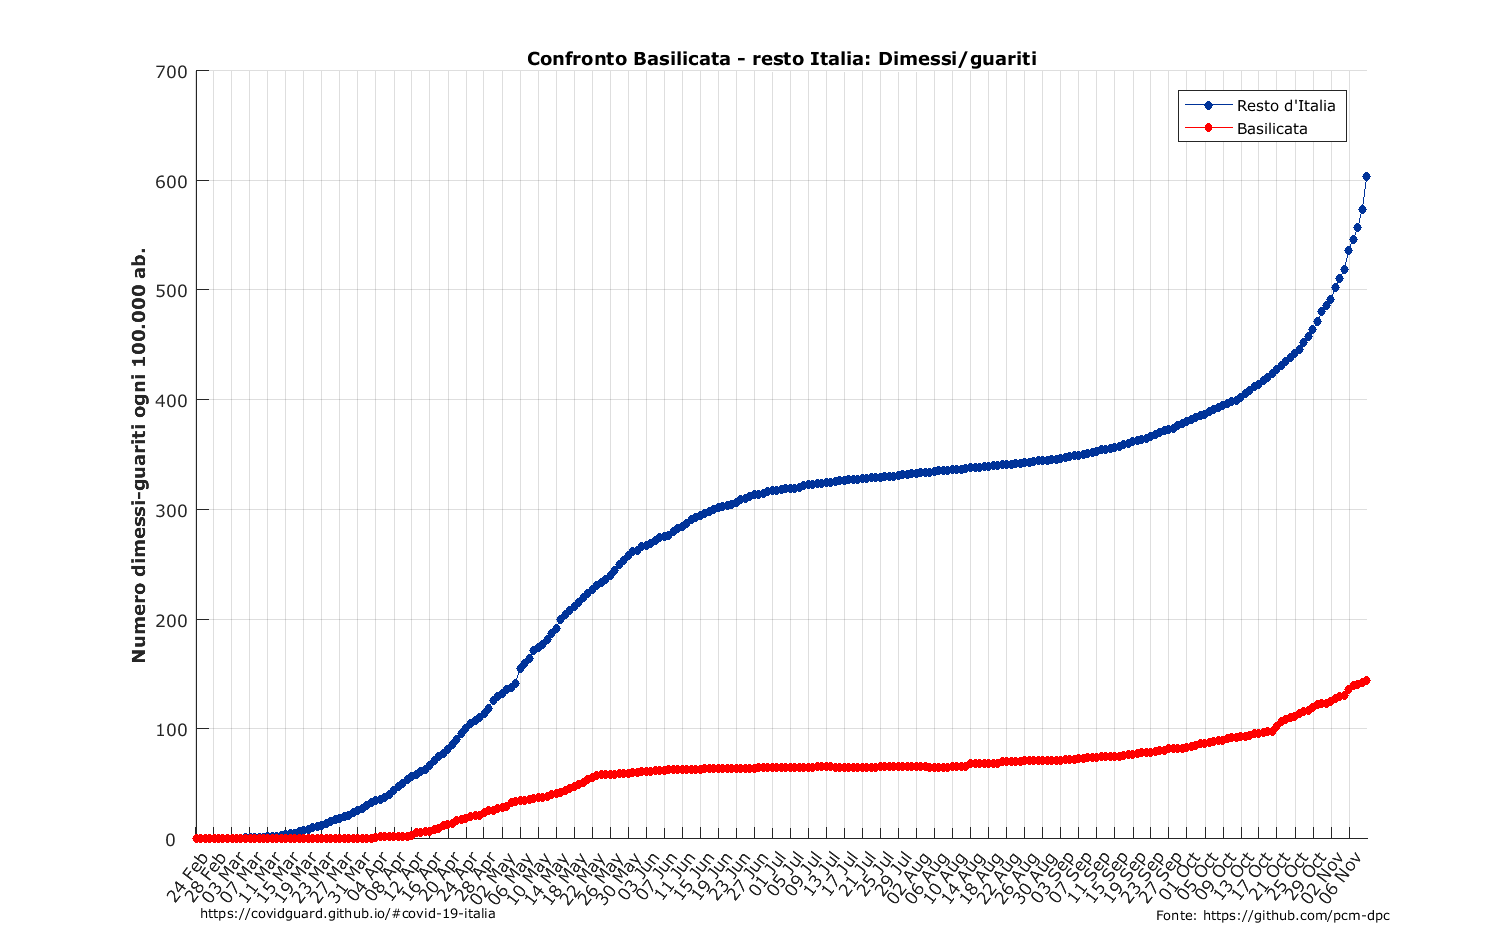 Confronto Basilicata - resto Italia: Dimessi/guariti
Resto d'Italia
Basilicata
Numero dimessi-guariti ogni 100.000 ab.
700
600
500
400
300
200
100
0
24 Feb
28 Feb
03 Mar
07 Mar
11 Mar
15 Mar
19 Mar
23 Mar
27 Mar
31 Mar
04 Apr
08 Apr
12 Apr
16 Apr
20 Apr
24 Apr
28 Apr
02 May
06 May
10 May
14 May
18 May
22 May
26 May
30 May
03 Jun
07 Jun
11 Jun
15 Jun
19 Jun
23 Jun
27 Jun
01 Jul
05 Jul
09 Jul
13 Jul
17 Jul
21 Jul
25 Jul
29 Jul
02 Aug
06 Aug
10 Aug
14 Aug
18 Aug
22 Aug
26 Aug
30 Aug
03 Sep
07 Sep
11 Sep
15 Sep
19 Sep
23 Sep
27 Sep
01 Oct
05 Oct
09 Oct
13 Oct
17 Oct
21 Oct
25 Oct
29 Oct
02 Nov
06 Nov
https://covidguard.github.io/#covid-19-italia
Fonte: https://github.com/pcm-dpc